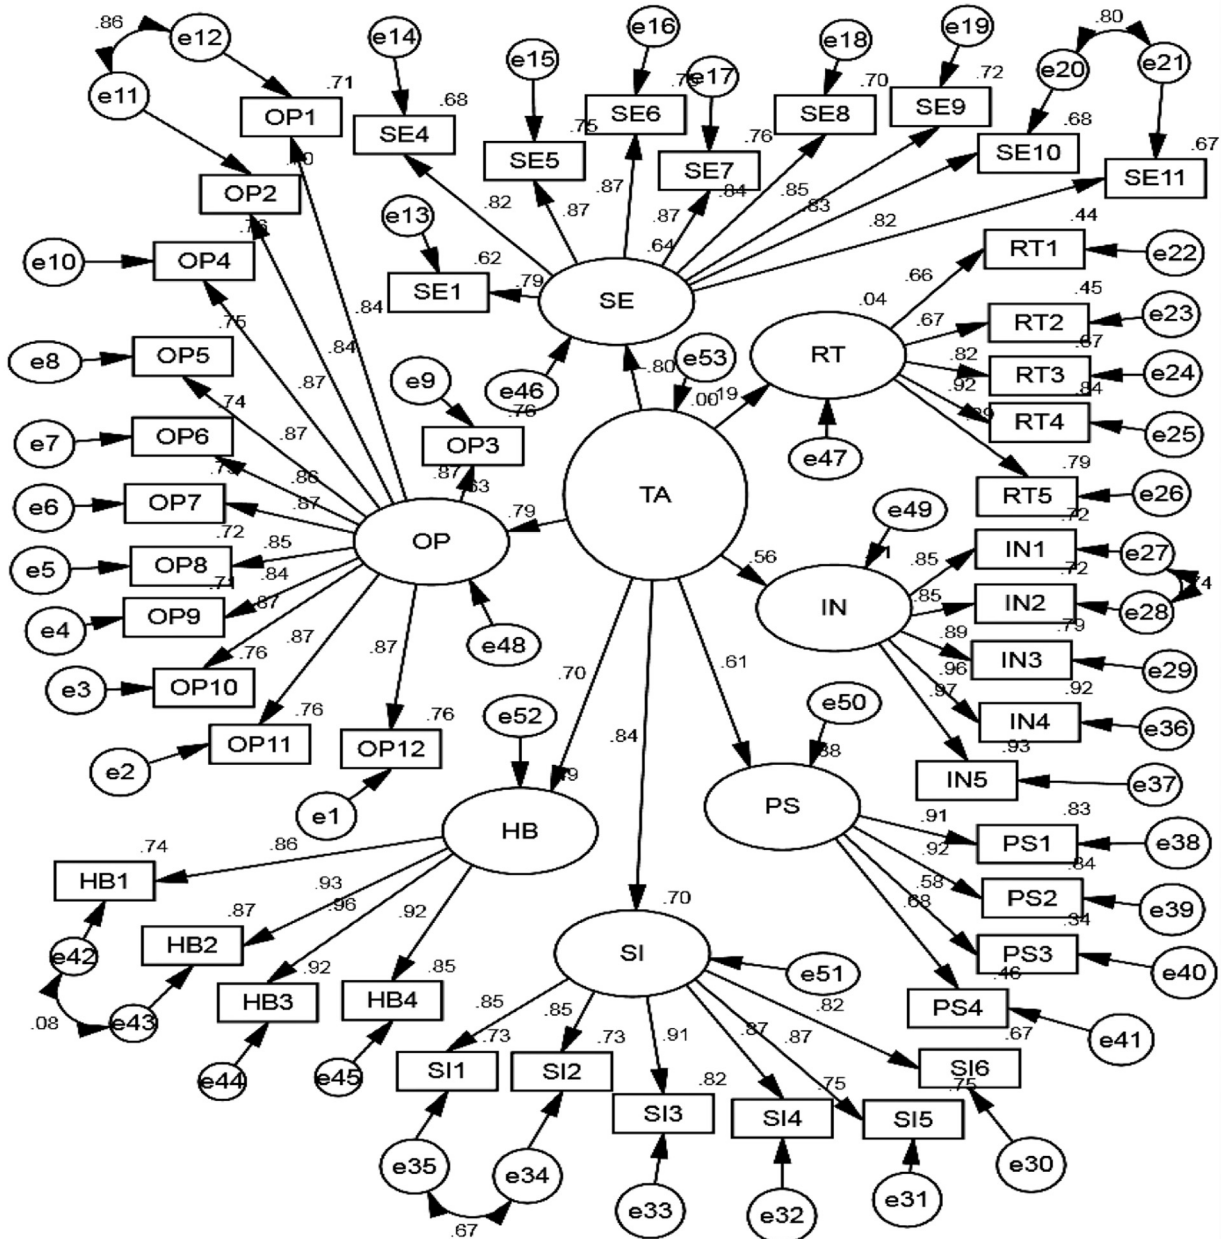 .86
e12
e14
e16
e18
e19
.80
e15
e17
e20
e21
e11
.71
.68
.70
.72
OP1
SE4
SE6
SE8
SE9
.68
.75
.76
.67
SE5
SE7
SE10
SE11
OP2
.82
.87
.87
.87
.84
.85
.83
.82
e13
.44
e10
OP4
.62
.64
RT1
e22
SE1
.79
SE
.66
.04
.45
.84
.75
RT2
e23
e8
OP5
.84
e53
RT
.67
.67
e9
.80
.82
RT3
e24
.87
e46
.92
.84
.74
.76
.00
.19
RT4
e25
e7
OP6
.87
OP3
e47
.79
.87
.86
TA
RT5
e26
e6
OP7
.87
.79
e49
.72
.72
OP
IN1
e27
e5
OP8
.85
.56
.85
.72
.71
.84
IN
.85
IN2
e28
e4
OP9
.87
.79
e48
.89
IN3
e29
.76
.87
.87
.70
.61
.96
.92
e3
OP10
.97
e50
IN4
e36
.76
.76
e52
.84
.93
e2
OP11
OP12
IN5
e37
e1
PS
.91
.83
HB
.92
PS1
e38
.74
.86
.84
HB1
.58
PS2
e39
.93
.68
.34
.87
.96
.92
.70
PS3
e40
e42
HB2
SI
.46
.92
.85
e51
HB3
HB4
.82
PS4
.08
e43
.85
.85
.87
.67
e41
.73
.73
.91
.87
e44
e45
SI1
SI2
SI6
.82
.75
.75
SI3
SI4
SI5
e35
e34
e30
e33
e32
e31
.67